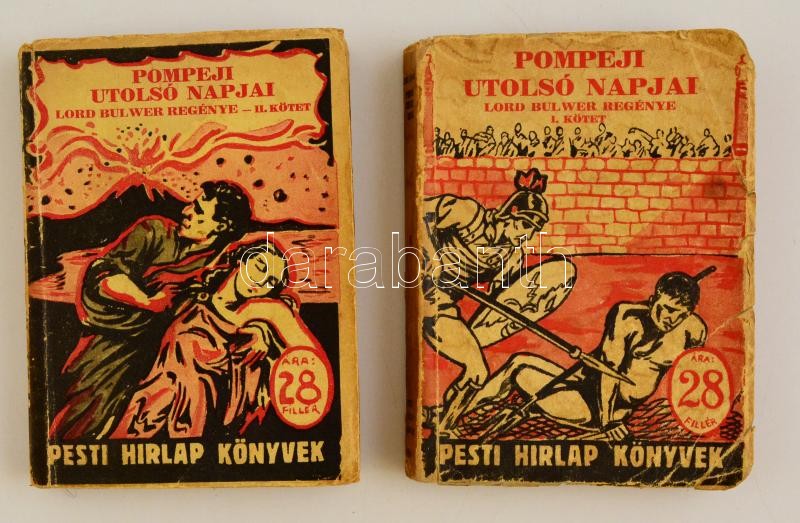 POMPEJI
UTOLSÓ NAPJAI
LORD BULWER REGÉNYE – II. KÖTET
ÁRA:
28
FILLÉR
PESTI HIRLAP KÖNYVEK
POMPEJI
UTOLSÓ NAPJAI
LORD BULWER REGÉNYE
I. KÖTET
ÁRA:
28
FILLÉR
PESTI HIRLAP KÖNYVEK
darabanth